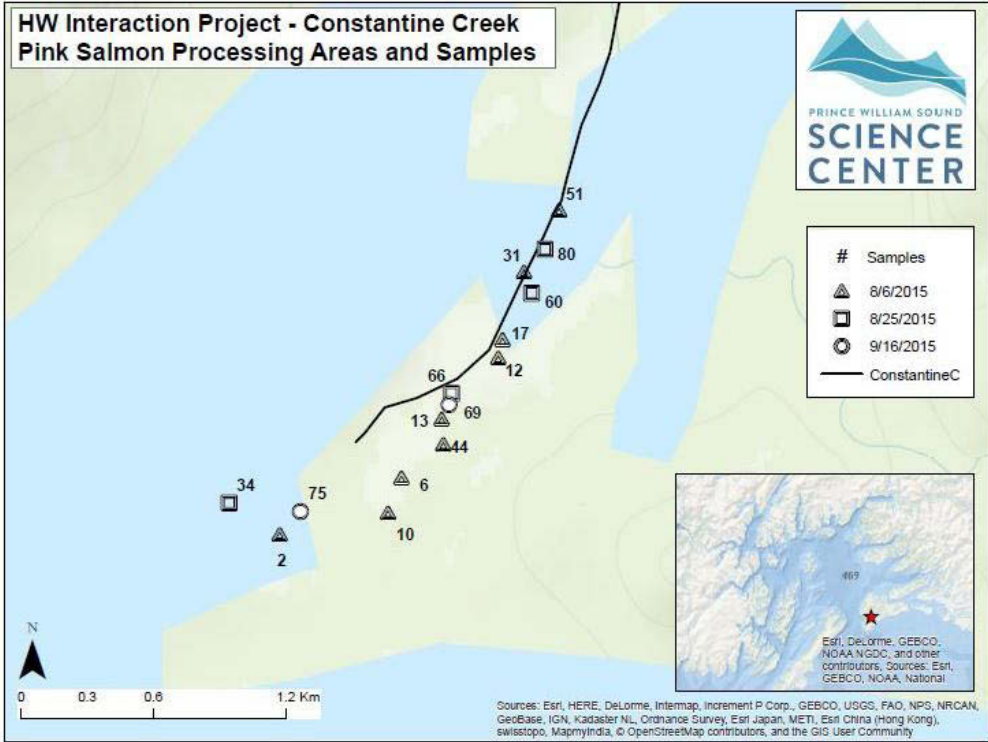 HW Interaction Project - Constantine Creek
Pink Salmon Processing Areas and Samples
PRINCE WILLIAM SOUND
SCIENCE
CENTER
51
80
31
60
17
12
66
69
13
44
6
10
34
75
2
# Samples
8/6/2015
8/25/2015
9/16/2015
ConstantineC
469
Esri, DeLorme, GEBCO,
NOAA NGDC, and other
contributors, Sources: Esri,
GEBCO, NOAA, National
N
0 0.3 0.6 1.2 Km
Sources: Esri, HERE, DeLorme, Intermap, increment P Corp., GEBCO, USGS, FAO, NPS, NRCAN,
GeoBase, IGN, Kadaster NL, Ordnance Survey, Esri Japan, METI, Esri China (Hong Kong),
swisstopo, MapmyIndia, © OpenStreetMap contributors, and the GIS User Community